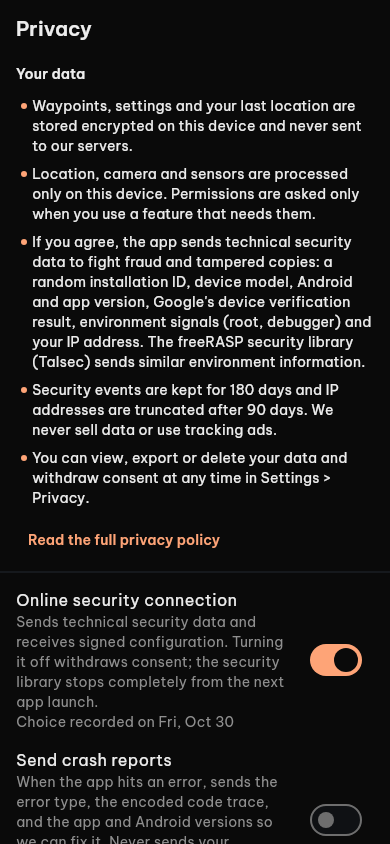 Privacy
Your data
Waypoints, settings and your last location are
stored encrypted on this device and never sent
to our servers.
Location, camera and sensors are processed
only on this device. Permissions are asked only
when you use a feature that needs them.
If you agree, the app sends technical security
data to fight fraud and tampered copies: a
random installation ID, device model, Android
and app version, Google's device verification
result, environment signals (root, debugger) and
your IP address. The freeRASP security library
(Talsec) sends similar environment information.
Security events are kept for 180 days and IP
addresses are truncated after 90 days. We
never sell data or use tracking ads.
You can view, export or delete your data and
withdraw consent at any time in Settings >
Privacy.
Read the full privacy policy
Online security connection
Sends technical security data and
receives signed configuration. Turning
it off withdraws consent; the security
library stops completely from the next
app launch.
Choice recorded on Fri, Oct 30
Send crash reports
When the app hits an error, sends the
error type, the encoded code trace,
and the app and Android versions so
we can fix it. Never sends your